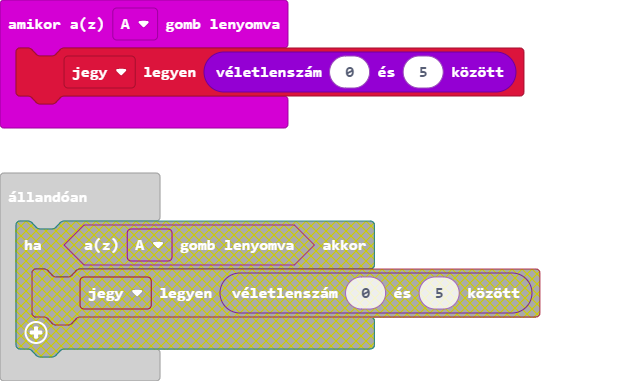 amikor a(z) A gomb lenyomva
jegy legyen véletlenszám 0 és 5 között
állandóan
ha a(z) A gomb lenyomva akkor
jegy legyen véletlenszám 0 és 5 között